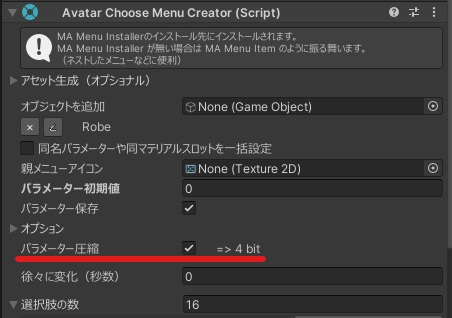 Avatar Choose Menu Creator (Script)
MA Menu Installerのインストール先にインストールされます。
MA Menu Installer が無い場合は MA Menu Item のように振る舞います。
（ネストしたメニューなどに便利）
アセット生成（オプショナル）
オブジェクトを追加 None (Game Object)
× Robe
同名パラメーターや同マテリアルスロットを一括設定
親メニューアイコン None (Texture 2D)
パラメーター初期値 0
パラメーター保存
オプション
パラメーター圧縮 => 4 bit
徐々に変化（秒数） 0
選択肢の数 16